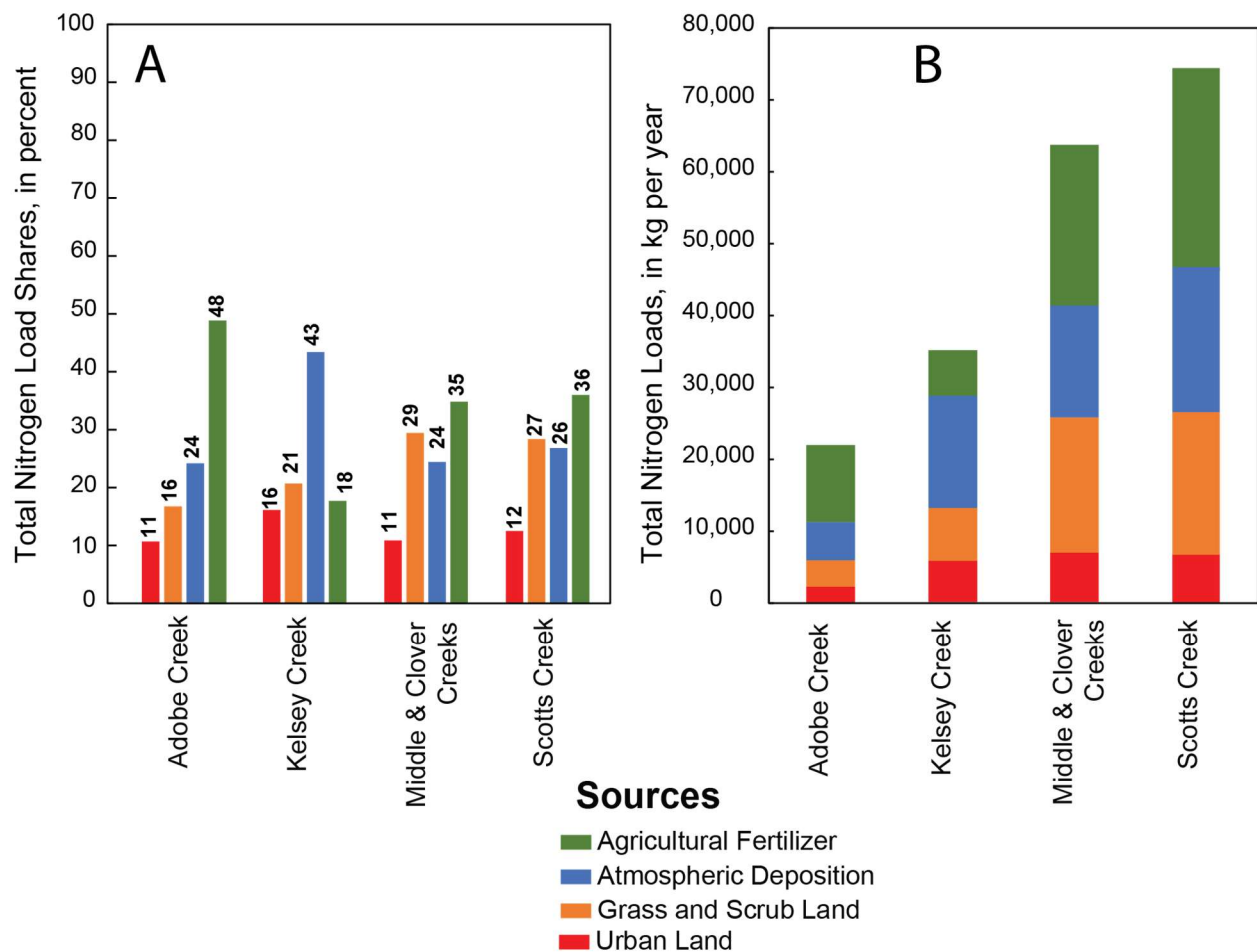 A
Total Nitrogen Load Shares, in percent
100
90
80
70
60
50
40
30
20
10
0
11
16
24
48
16
21
43
18
11
29
24
35
12
27
26
36
Adobe Creek
Kelsey Creek
Middle & Clover
Creeks
Scotts Creek
B
Total Nitrogen Loads, in kg per year
80,000
70,000
60,000
50,000
40,000
30,000
20,000
10,000
0
Adobe Creek
Kelsey Creek
Middle & Clover
Creeks
Scotts Creek
Sources
Agricultural Fertilizer
Atmospheric Deposition
Grass and Scrub Land
Urban Land